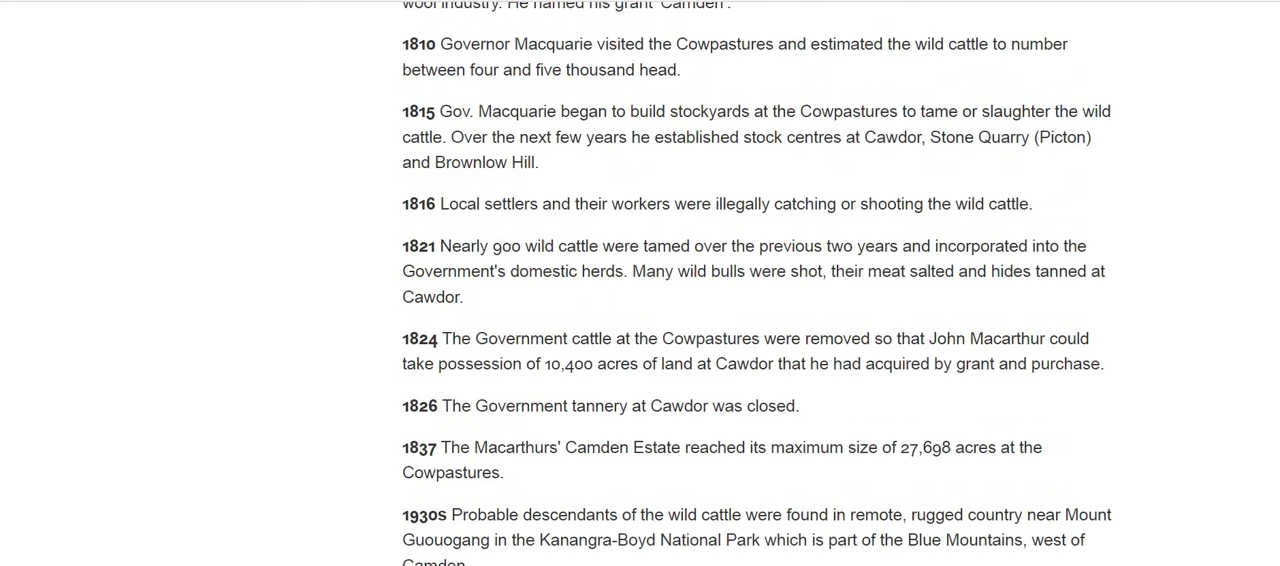 wool industry. He named his grant 'Camden'.
1810 Governor Macquarie visited the Cowpastures and estimated the wild cattle to number
between four and five thousand head.
1815 Gov. Macquarie began to build stockyards at the Cowpastures to tame or slaughter the wild
cattle. Over the next few years he established stock centres at Cawdor, Stone Quarry (Picton)
and Brownlow Hill.
1816 Local settlers and their workers were illegally catching or shooting the wild cattle.
1821 Nearly 900 wild cattle were tamed over the previous two years and incorporated into the
Government's domestic herds. Many wild bulls were shot, their meat salted and hides tanned at
Cawdor.
1824 The Government cattle at the Cowpastures were removed so that John Macarthur could
take possession of 10,400 acres of land at Cawdor that he had acquired by grant and purchase.
1826 The Government tannery at Cawdor was closed.
1837 The Macarthurs' Camden Estate reached its maximum size of 27,698 acres at the
Cowpastures.
1930s Probable descendants of the wild cattle were found in remote, rugged country near Mount
Guouogang in the Kanangra-Boyd National Park which is part of the Blue Mountains, west of
Camden